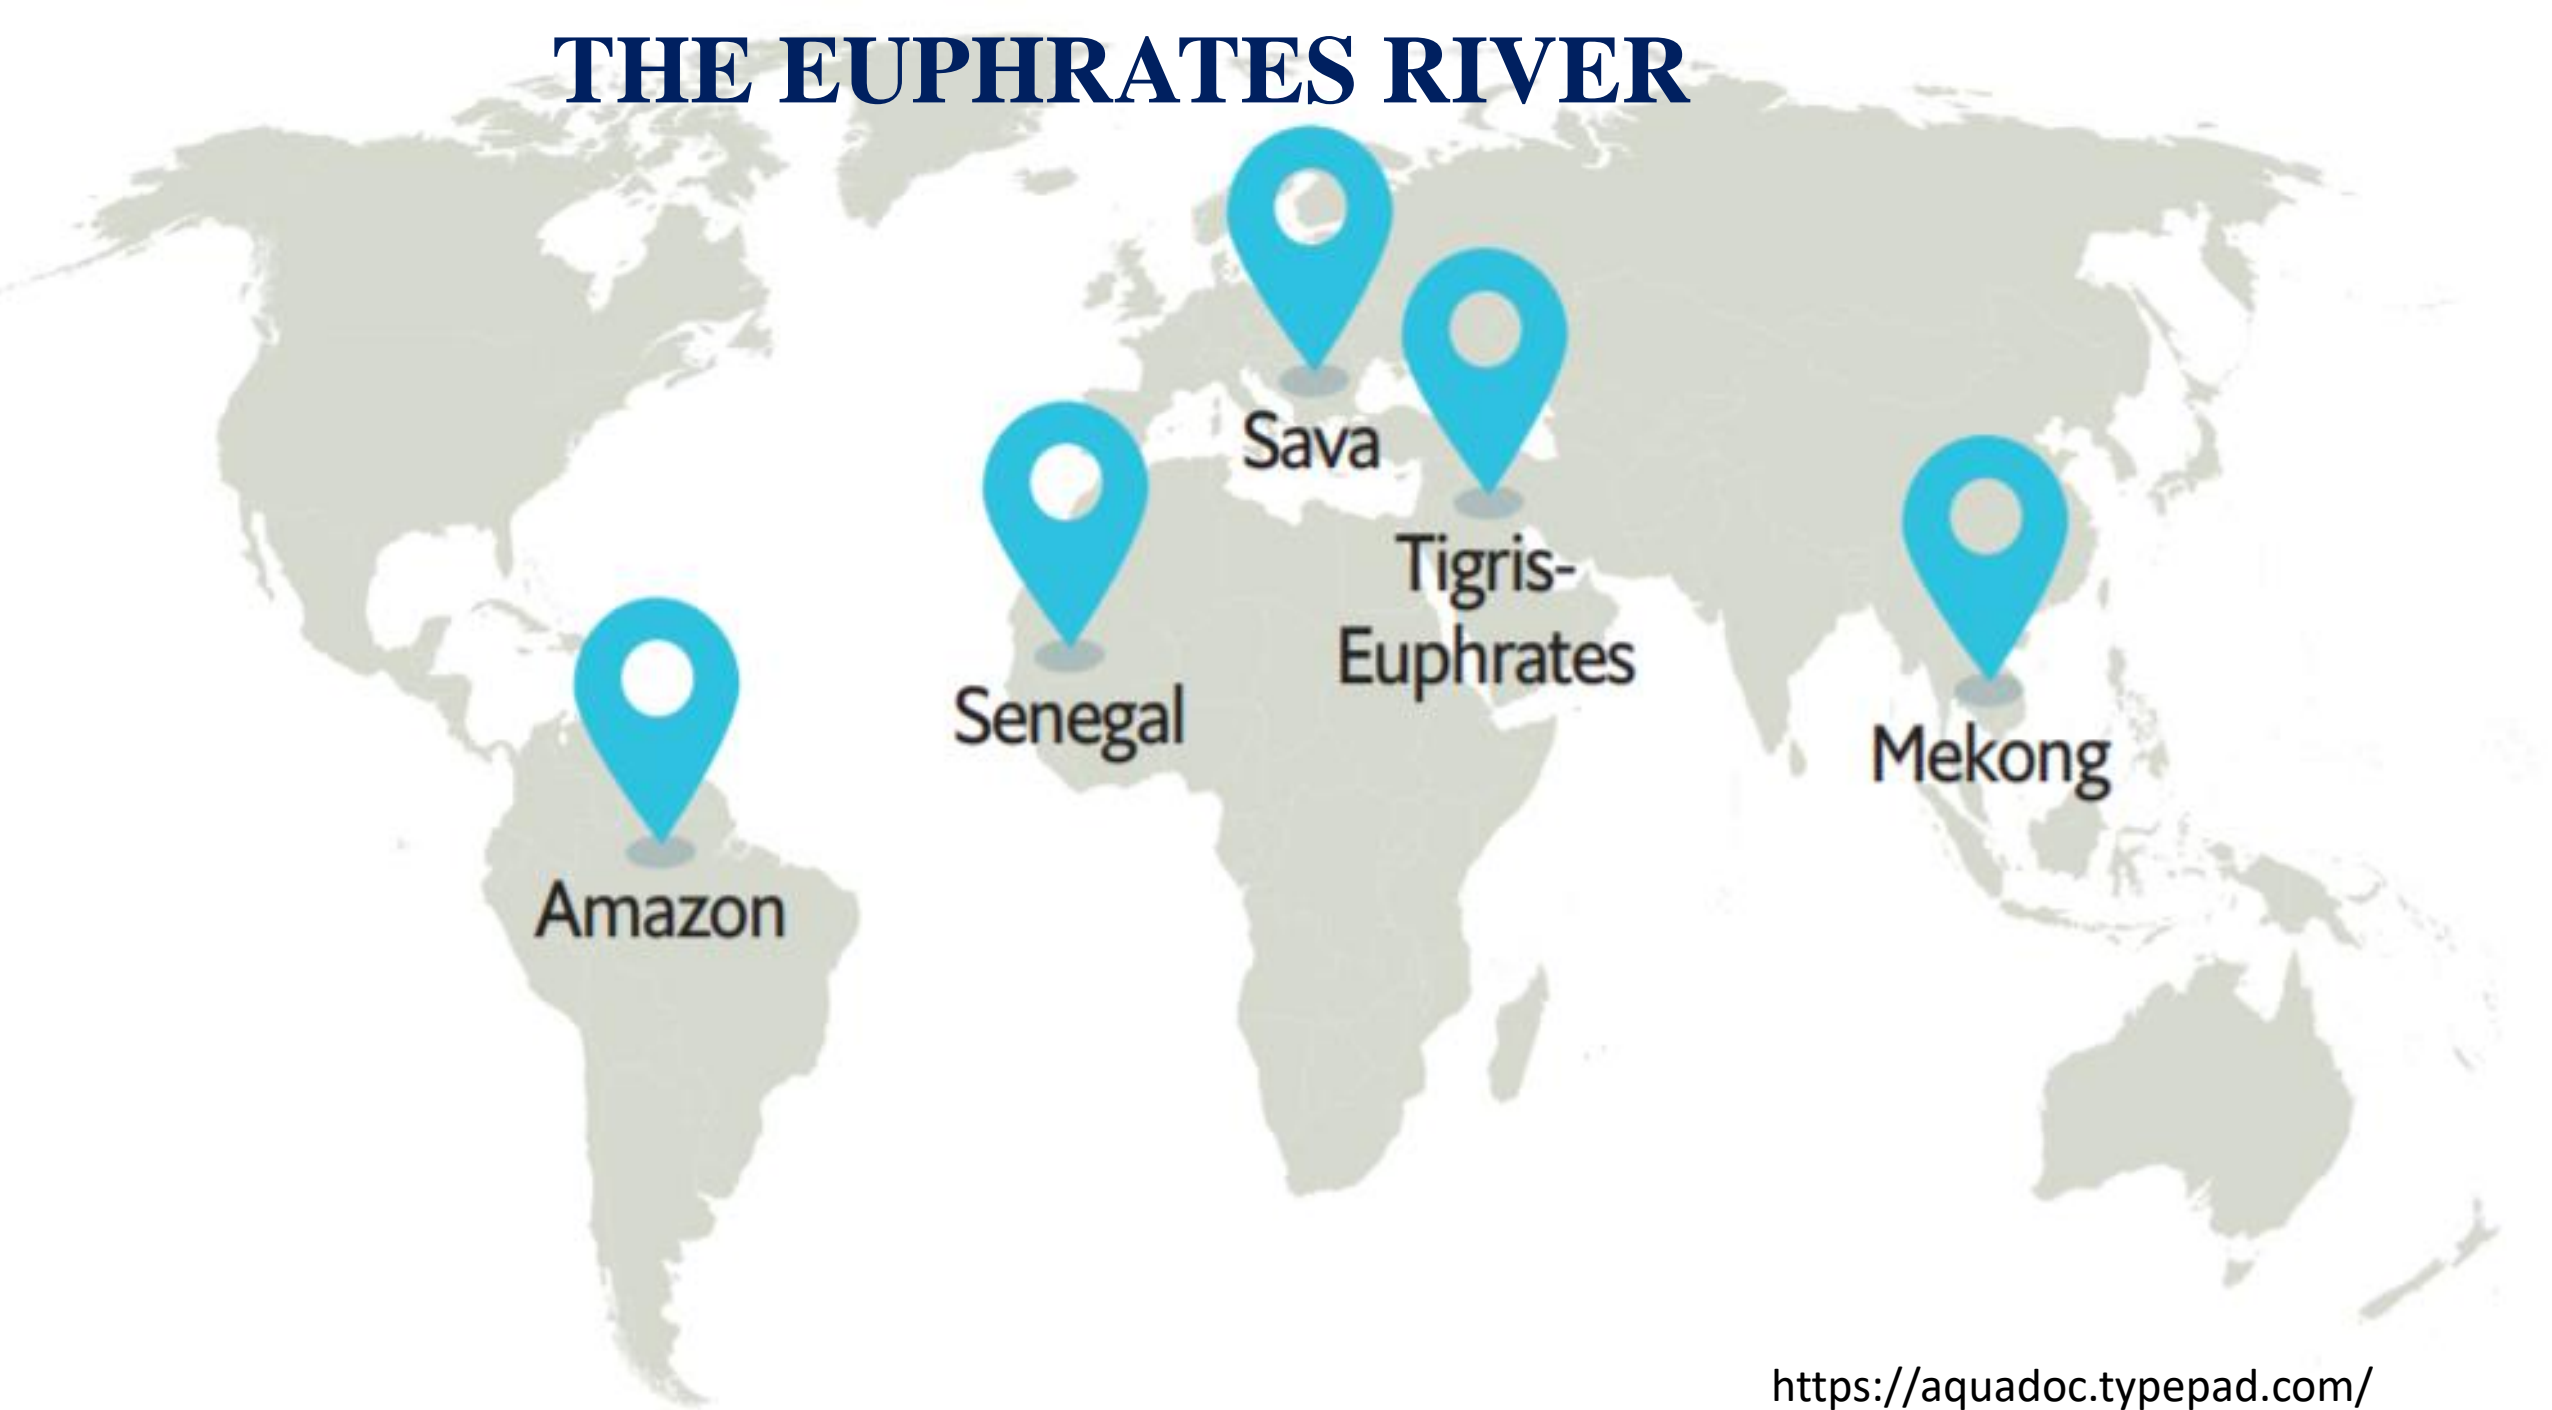 THE EUPHRATES RIVER
Sava
Tigris-
Euphrates
Senegal
Mekong
Amazon
https://aquadoc.typepad.com/